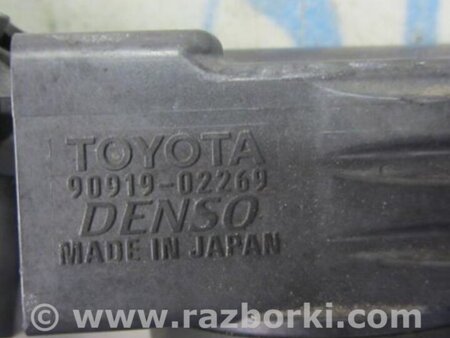 TOYOTA
90919-02269
DENSO
MADE IN JAPAN
© www.razborki.com